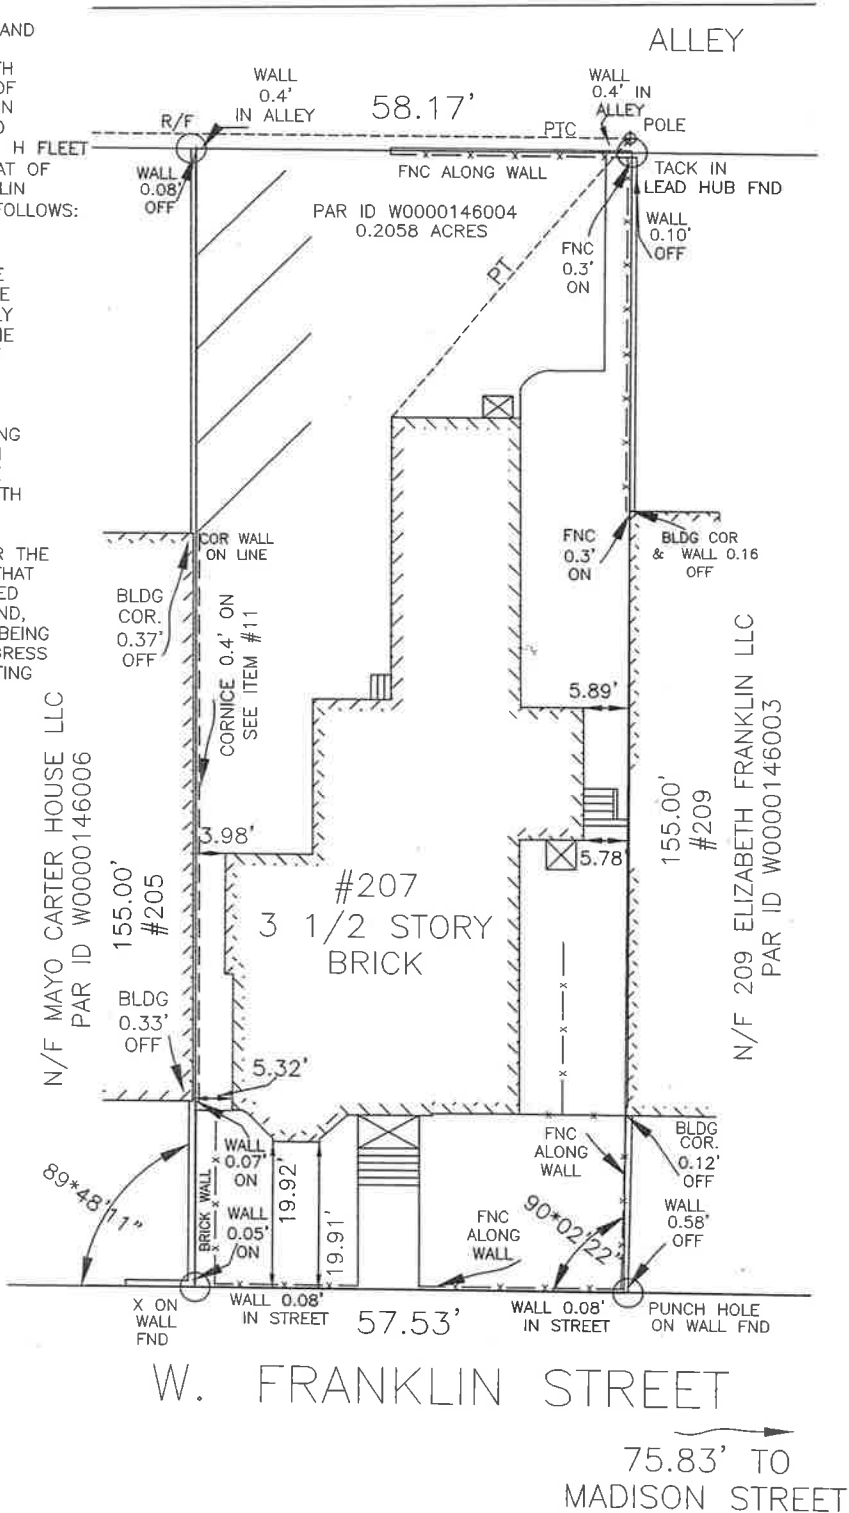 AND
TH
OF
N
H FLEET
AT OF
LIN
FOLLOWS:
E
E
LY
HE
NG
TH
R THE
THAT
ED
ND,
BEING
GRESS
TING
ALLEY
WALL
0.4'
IN ALLEY
58.17'
WALL
0.4' IN
ALLEY
R/F
PTC
POLE
WALL
0.08'
OFF
FNC ALONG WALL
TACK IN
LEAD HUB FND
PAR ID W0000146004
0.2058 ACRES
PT
FNC
0.3'
ON
WALL
0.10'
OFF
COR WALL
ON LINE
FNC
0.3'
ON
BLDG COR
& WALL 0.16
OFF
BLDG
COR.
0.37'
OFF
CORNICE 0.4' ON
SEE ITEM #11
5.89'
N/F MAYO CARTER HOUSE LLC
PAR ID W0000146006
155.00'
#205
3.98'
5.78'
155.00'
#209
N/F 209 ELIZABETH FRANKLIN LLC
PAR ID W0000146003
#207
3 1/2 STORY
BRICK
BLDG
0.33'
OFF
5.32'
WALL
0.07'
ON
BRICK WALL
WALL
0.05'
ON
19.92'
19.91'
FNC
ALONG
WALL
BLDG
COR.
0.12'
OFF
WALL
0.58'
OFF
89*48'11"
FNC
ALONG
WALL
90*02'22"
X ON
WALL
FND
WALL 0.08'
IN STREET
57.53'
WALL 0.08'
IN STREET
PUNCH HOLE
ON WALL FND
W. FRANKLIN STREET
75.83' TO
MADISON STREET